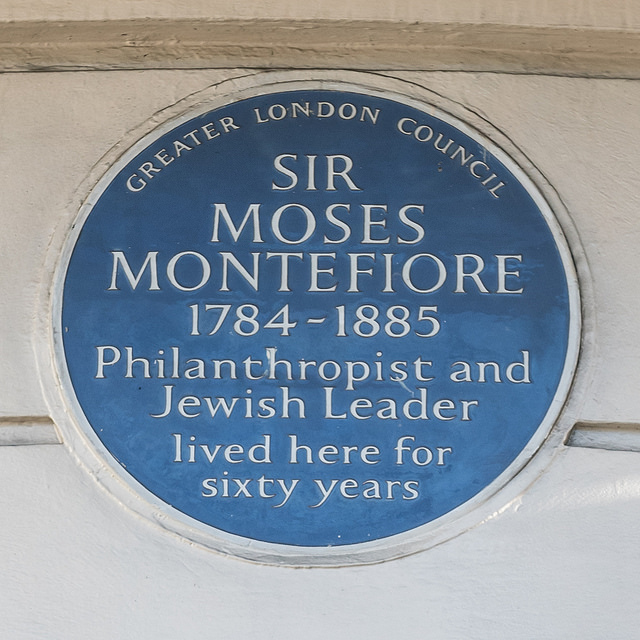 GREATER LONDON COUNCIL
SIR
MOSES
MONTEFIORE
1784-1885
Philanthropist and
Jewish Leader
lived here for
sixty years